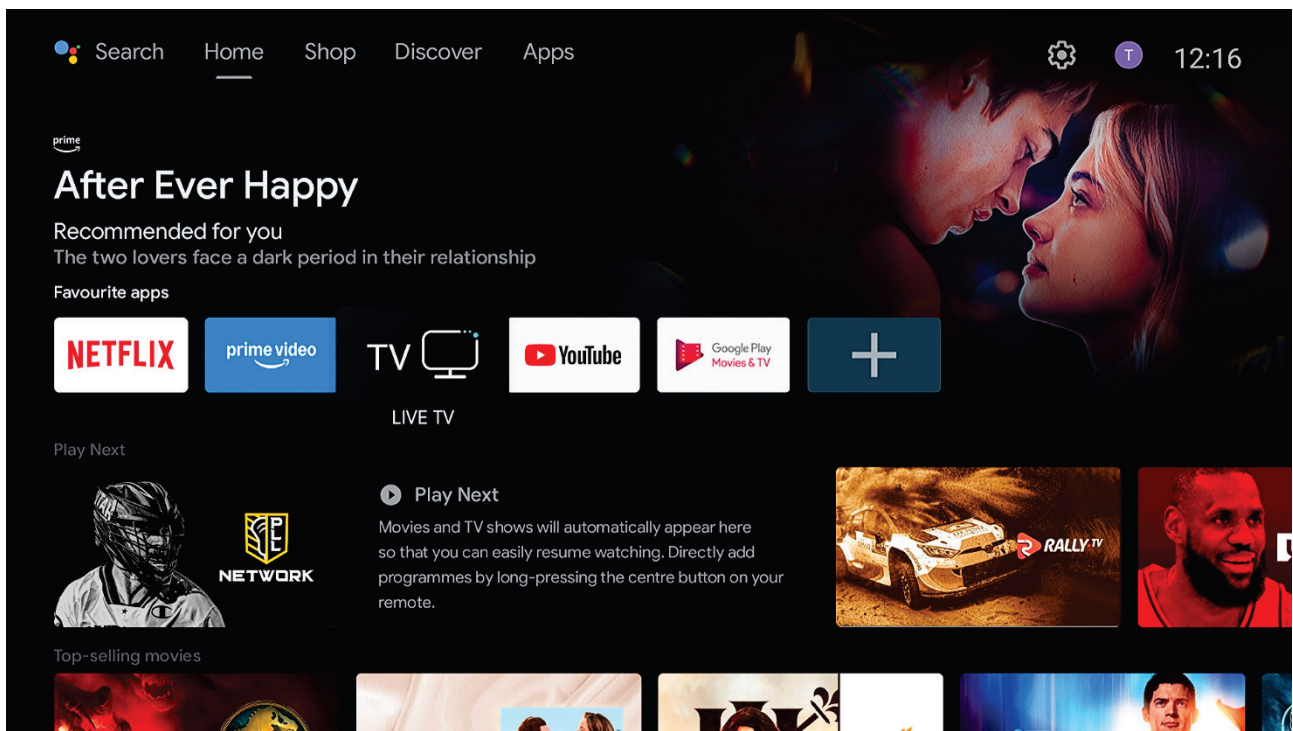 Search Home Shop Discover Apps T 12:16
prime
After Ever Happy
Recommended for you
The two lovers face a dark period in their relationship
Favourite apps
NETFLIX prime video TV YouTube Google Play Movies & TV
LIVE TV
Play Next
Play Next
Movies and TV shows will automatically appear here
so that you can easily resume watching. Directly add
programmes by long-pressing the centre button on your
remote.
PLL
NETWORK
RALLY TV
Top-selling movies